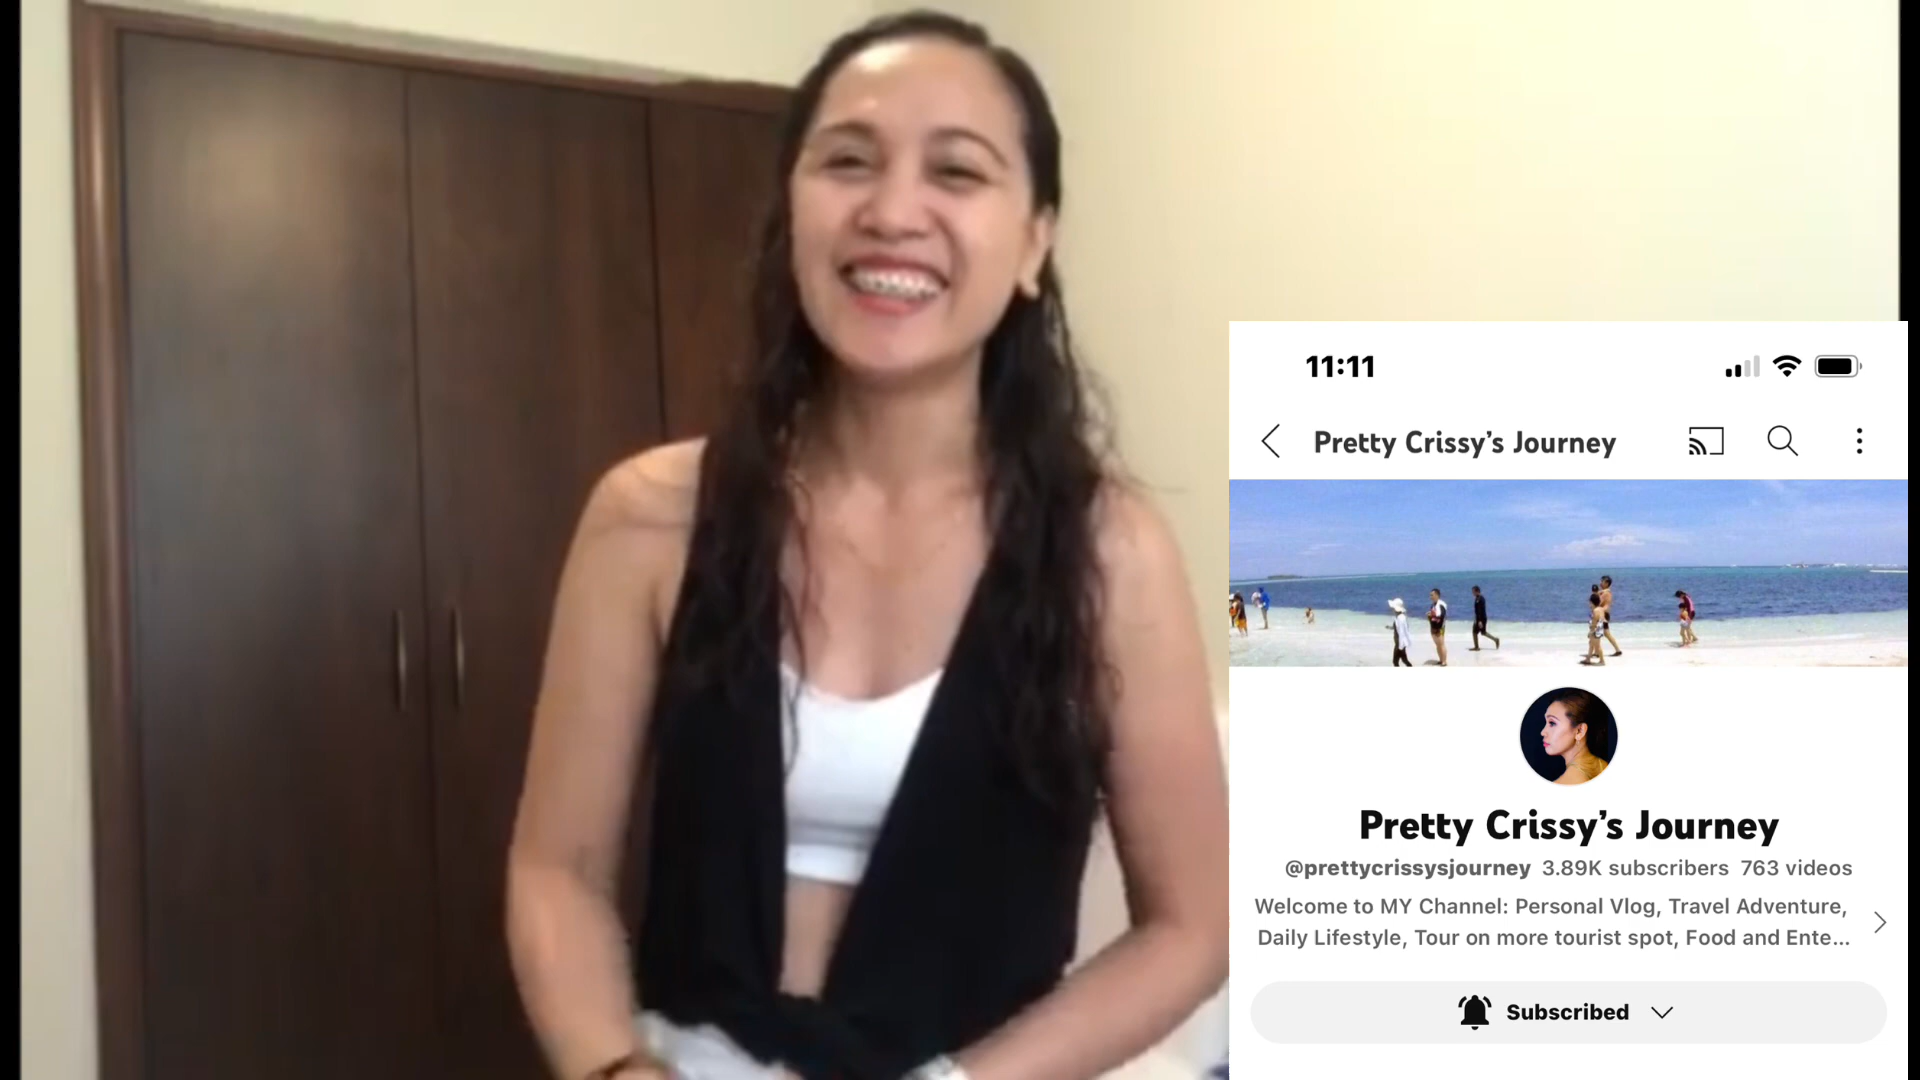 11:11
Pretty Crissy's Journey
Pretty Crissy's Journey
@prettycrissysjourney 3.89K subscribers 763 videos
Welcome to MY Channel: Personal Vlog, Travel Adventure,
Daily Lifestyle, Tour on more tourist spot, Food and Ente...
Subscribed